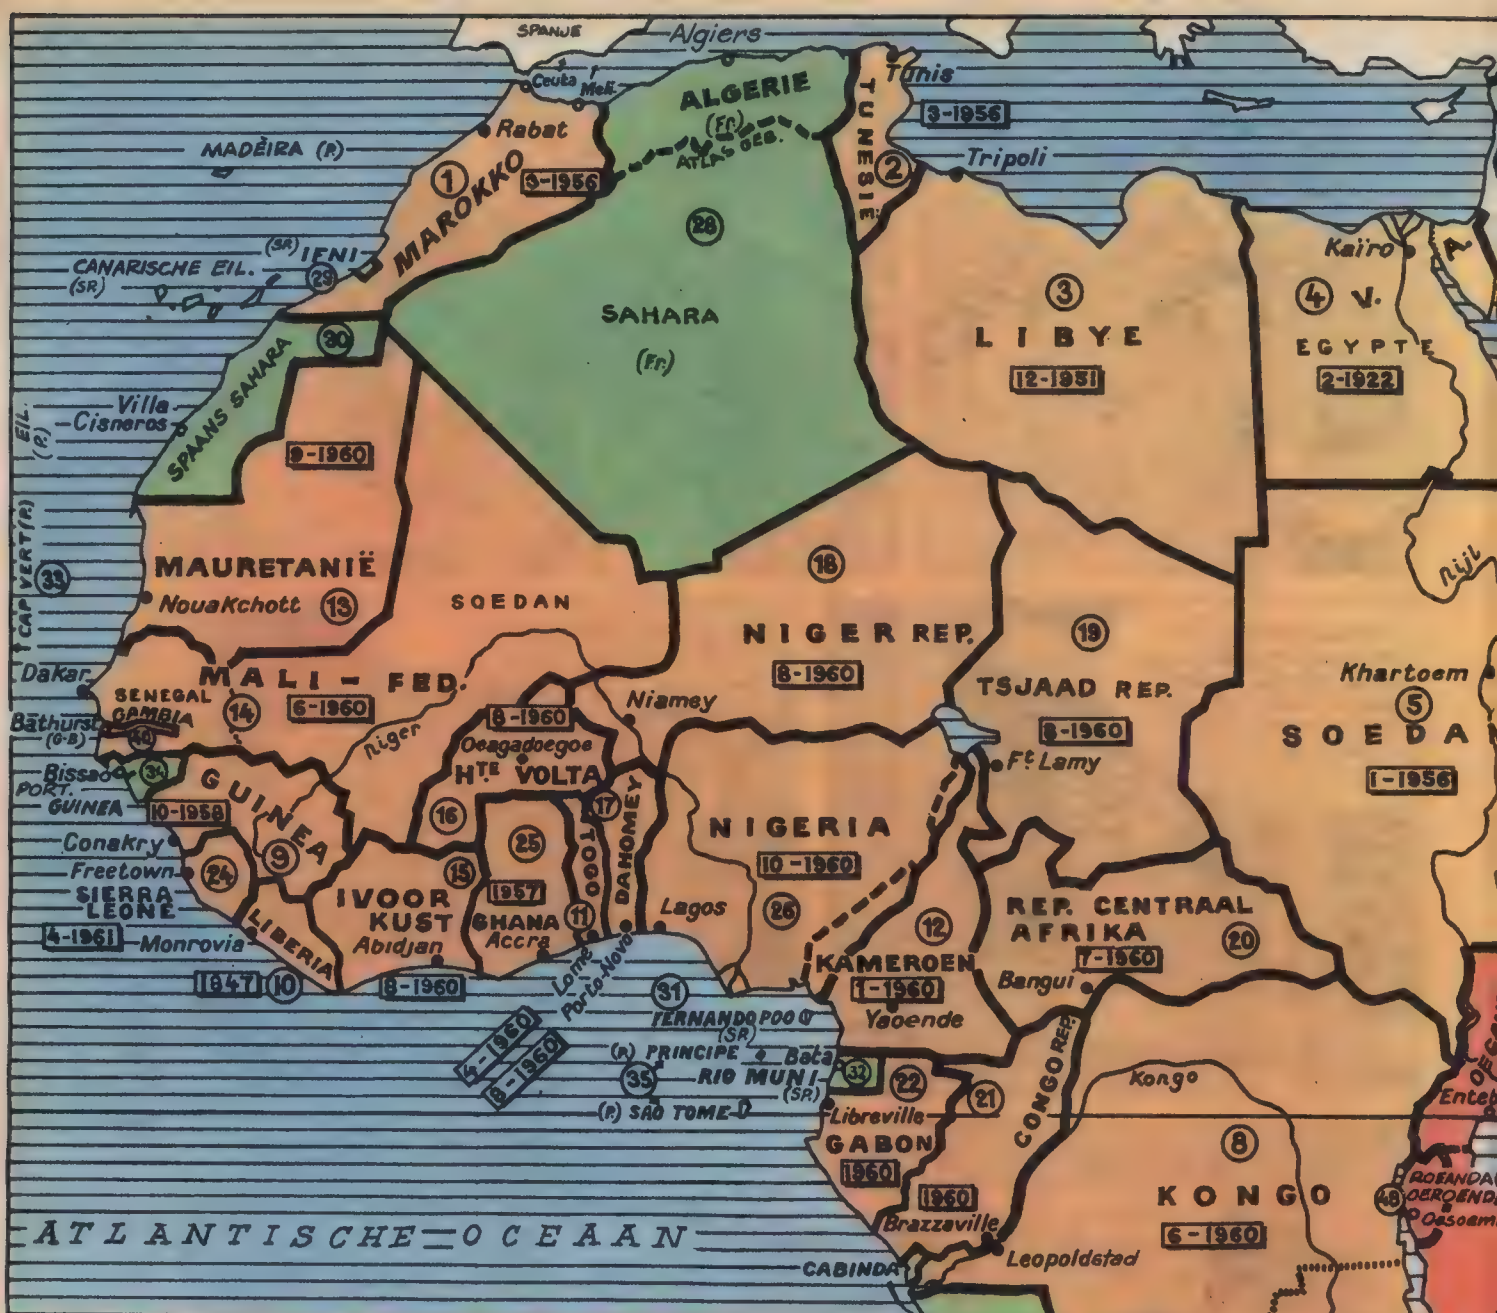 SPANJE
Algiers
Ceuta
Meli.
Tunis
ALGERIE
(Fr.)
ATLAS GEB.
TUNESIË
2
3-1956
Rabat
MADÈIRA (P.)
1
MAROKKO
3-1956
Tripoli
28
Kaïro
A.
(SP.) IFNI
29
CANARISCHE EIL.
(SP.)
SAHARA
(Fr.)
3
LIBYE
12-1951
4 V.
EGYPTE
2-1922
30
SPAANS SAHARA
Villa
Cisneros
9-1960
CAP VERT (P.)
EIL.
(P.)
33
MAURETANIË
Nouakchott
13
SOEDAN
18
NIGER REP.
8-1960
19
TSJAAD REP.
8-1960
Nijl
Khartoem
5
SOEDA
1-1956
Dakar
MALI - FED.
6-1960
SENEGAL
GAMBIA
14
Bathurst
(G-B)
40
Niger
8-1960
Oeagadoegoe
HTE VOLTA
16
Niamey
Ft Lamy
Bissao
PORT.
GUINEA
34
GUINEA
10-1958
9
Conakry
Freetown
SIERRA
LEONE
24
4-1961
Monrovia
LIBERIA
1847
10
IVOOR
KUST
15
Abidjan
8-1960
25
1957
GHANA
Accra
TOGO
11
17
DAHOMEY
Lomé
Porto-Novo
4-1960
8-1960
NIGERIA
10-1960
26
Lagos
12
KAMEROEN
1-1960
Yaoende
REP. CENTRAAL
AFRIKA
7-1960
20
Bangui
31
FERNANDO POO
(SP.)
(P.) PRINCIPE
35
(P.) SAO TOME
Bata
RIO MUNI
(SP.)
32
22
Libreville
GABON
1960
21
CONGO REP.
1960
Brazzaville
Kongo
8
KONGO
6-1960
Leopoldstad
CABINDA
OEGAN
Enteb
ROEANDA
OEROENDI
48
ATLANTISCHE=OCEAAN